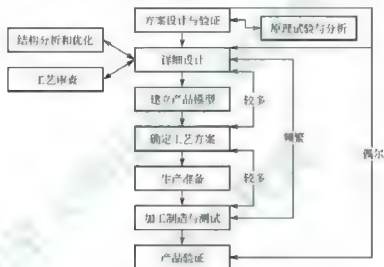 方案设计与验证
原理试验与分析
结构分析和优化
详细设计
工艺审查
建立产品模型
较多
频繁
偶尔
确定工艺方案
生产准备
较多
加工制造与测试
产品验证